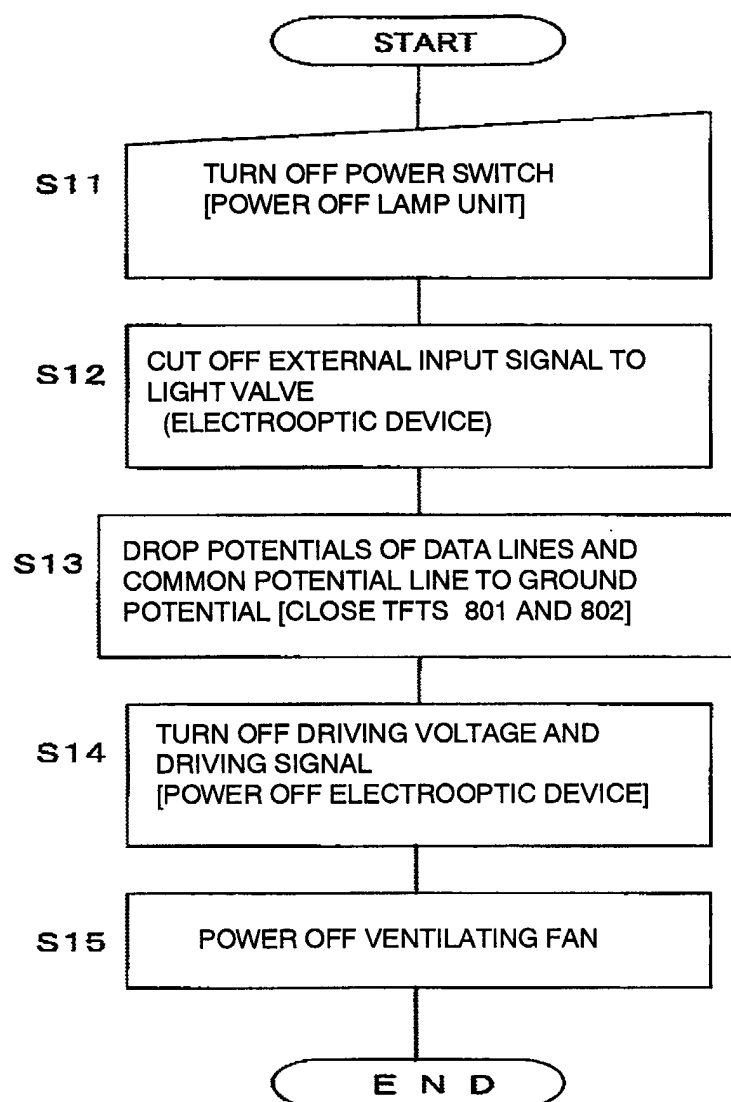 START
S11
TURN OFF POWER SWITCH
[POWER OFF LAMP UNIT]
S12
CUT OFF EXTERNAL INPUT SIGNAL TO
LIGHT VALVE
(ELECTROOPTIC DEVICE)
S13
DROP POTENTIALS OF DATA LINES AND
COMMON POTENTIAL LINE TO GROUND
POTENTIAL [CLOSE TFTS 801 AND 802]
S14
TURN OFF DRIVING VOLTAGE AND
DRIVING SIGNAL
[POWER OFF ELECTROOPTIC DEVICE]
S15
POWER OFF VENTILATING FAN
END